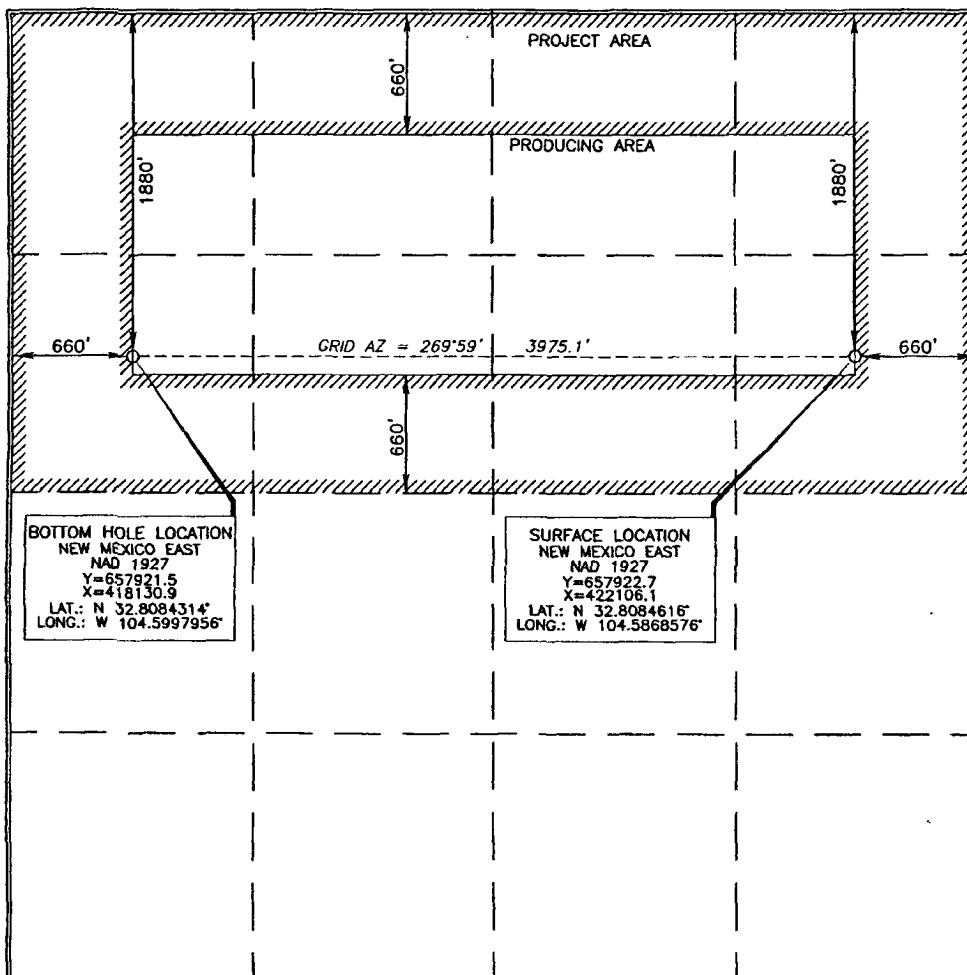 PROJECT AREA
660'
PRODUCING AREA
1880'
1880'
660'
GRID AZ = 269°59' 3975.1'
660'
660'
BOTTOM HOLE LOCATION
NEW MEXICO EAST
NAD 1927
Y=657921.5
X=418130.9
LAT.: N 32.8084314°
LONG.: W 104.5997956°
SURFACE LOCATION
NEW MEXICO EAST
NAD 1927
Y=657922.7
X=422106.1
LAT.: N 32.8084616°
LONG.: W 104.5868576°